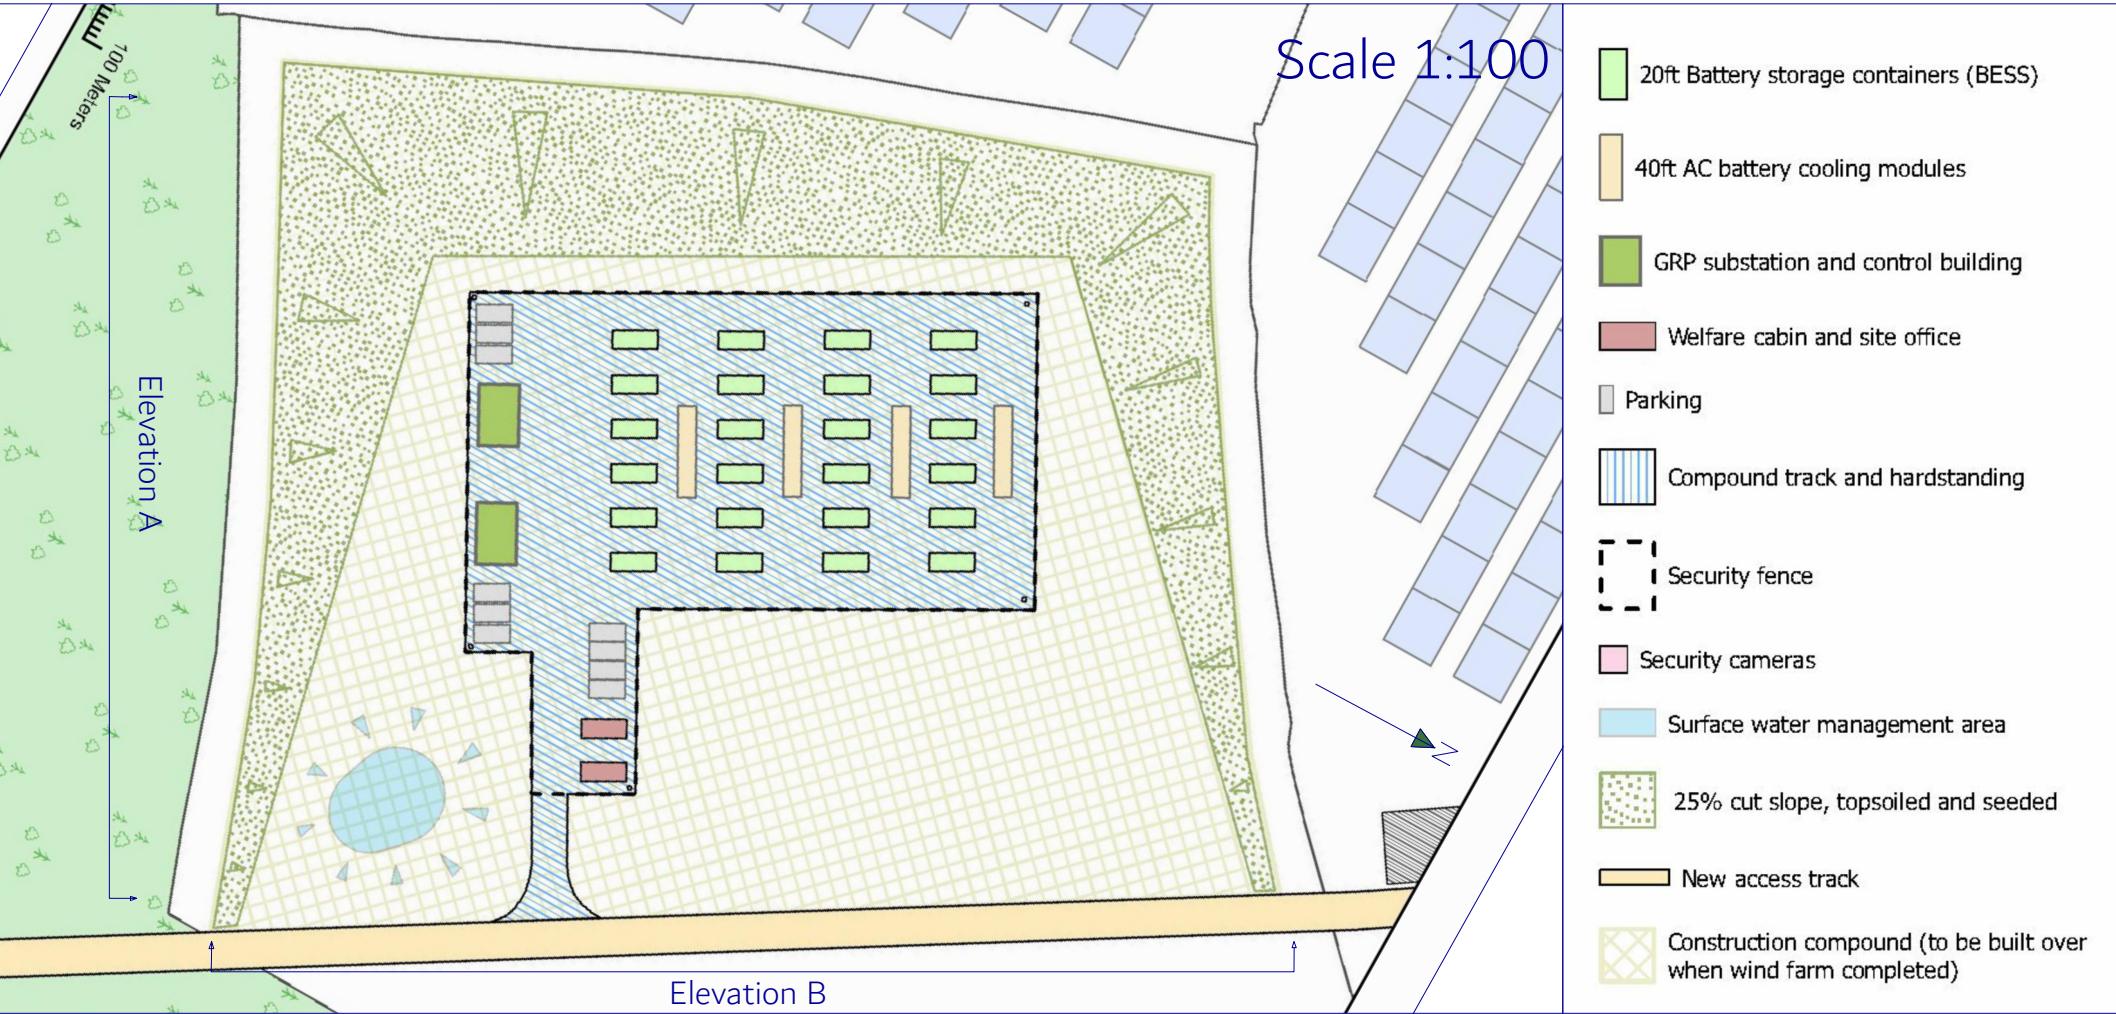 100 Meters
Scale 1:100
Elevation A
Elevation B
N
20ft Battery storage containers (BESS)
40ft AC battery cooling modules
GRP substation and control building
Welfare cabin and site office
Parking
Compound track and hardstanding
Security fence
Security cameras
Surface water management area
25% cut slope, topsoiled and seeded
New access track
Construction compound (to be built over
when wind farm completed)